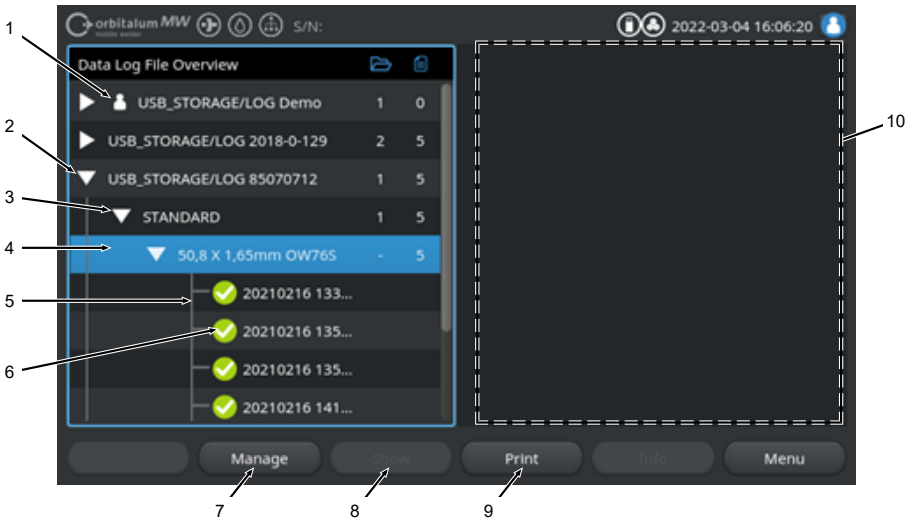 orbitalum MW
mobile welder
S/N:
2022-03-04 16:06:20
1
Data Log File Overview
USB_STORAGE/LOG Demo 1 0
2
USB_STORAGE/LOG 2018-0-129 2 5
10
USB_STORAGE/LOG 85070712 1 5
3
STANDARD 1 5
4
50,8 X 1,65mm OW76S - 5
5
20210216 133...
20210216 135...
6
20210216 135...
20210216 141...
Manage
Show
Print
Info
Menu
7
8
9